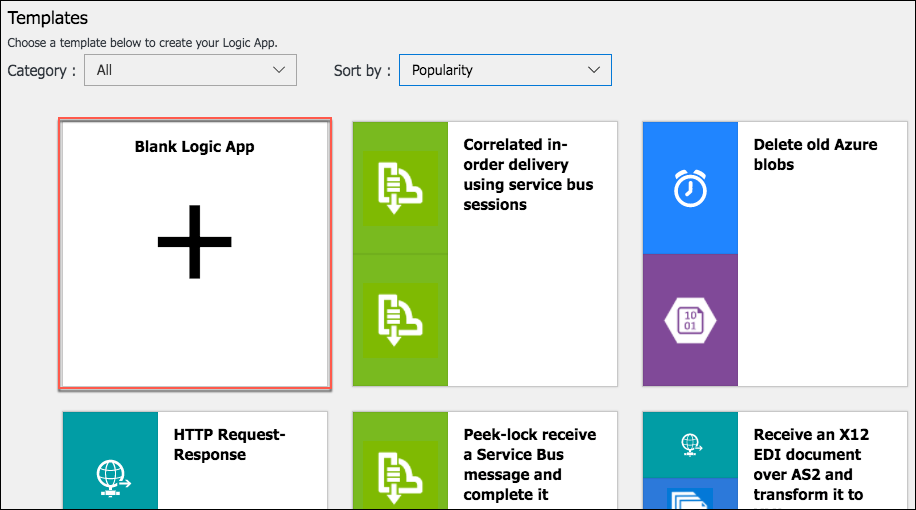 Templates
Choose a template below to create your Logic App.
Category : All
Sort by : Popularity
Blank Logic App
Correlated in-
order delivery
using service bus
sessions
Delete old Azure
blobs
10
01
HTTP Request-
Response
Peek-lock receive
a Service Bus
message and
complete it
Receive an X12
EDI document
over AS2 and
transform it to